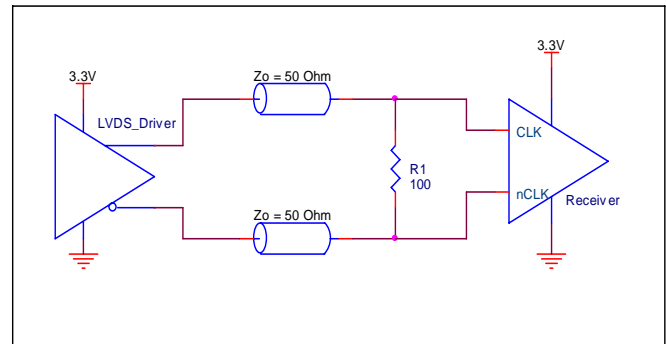 3.3V
LVDS_Driver
Zo = 50 Ohm
Zo = 50 Ohm
R1
100
3.3V
CLK
nCLK
Receiver